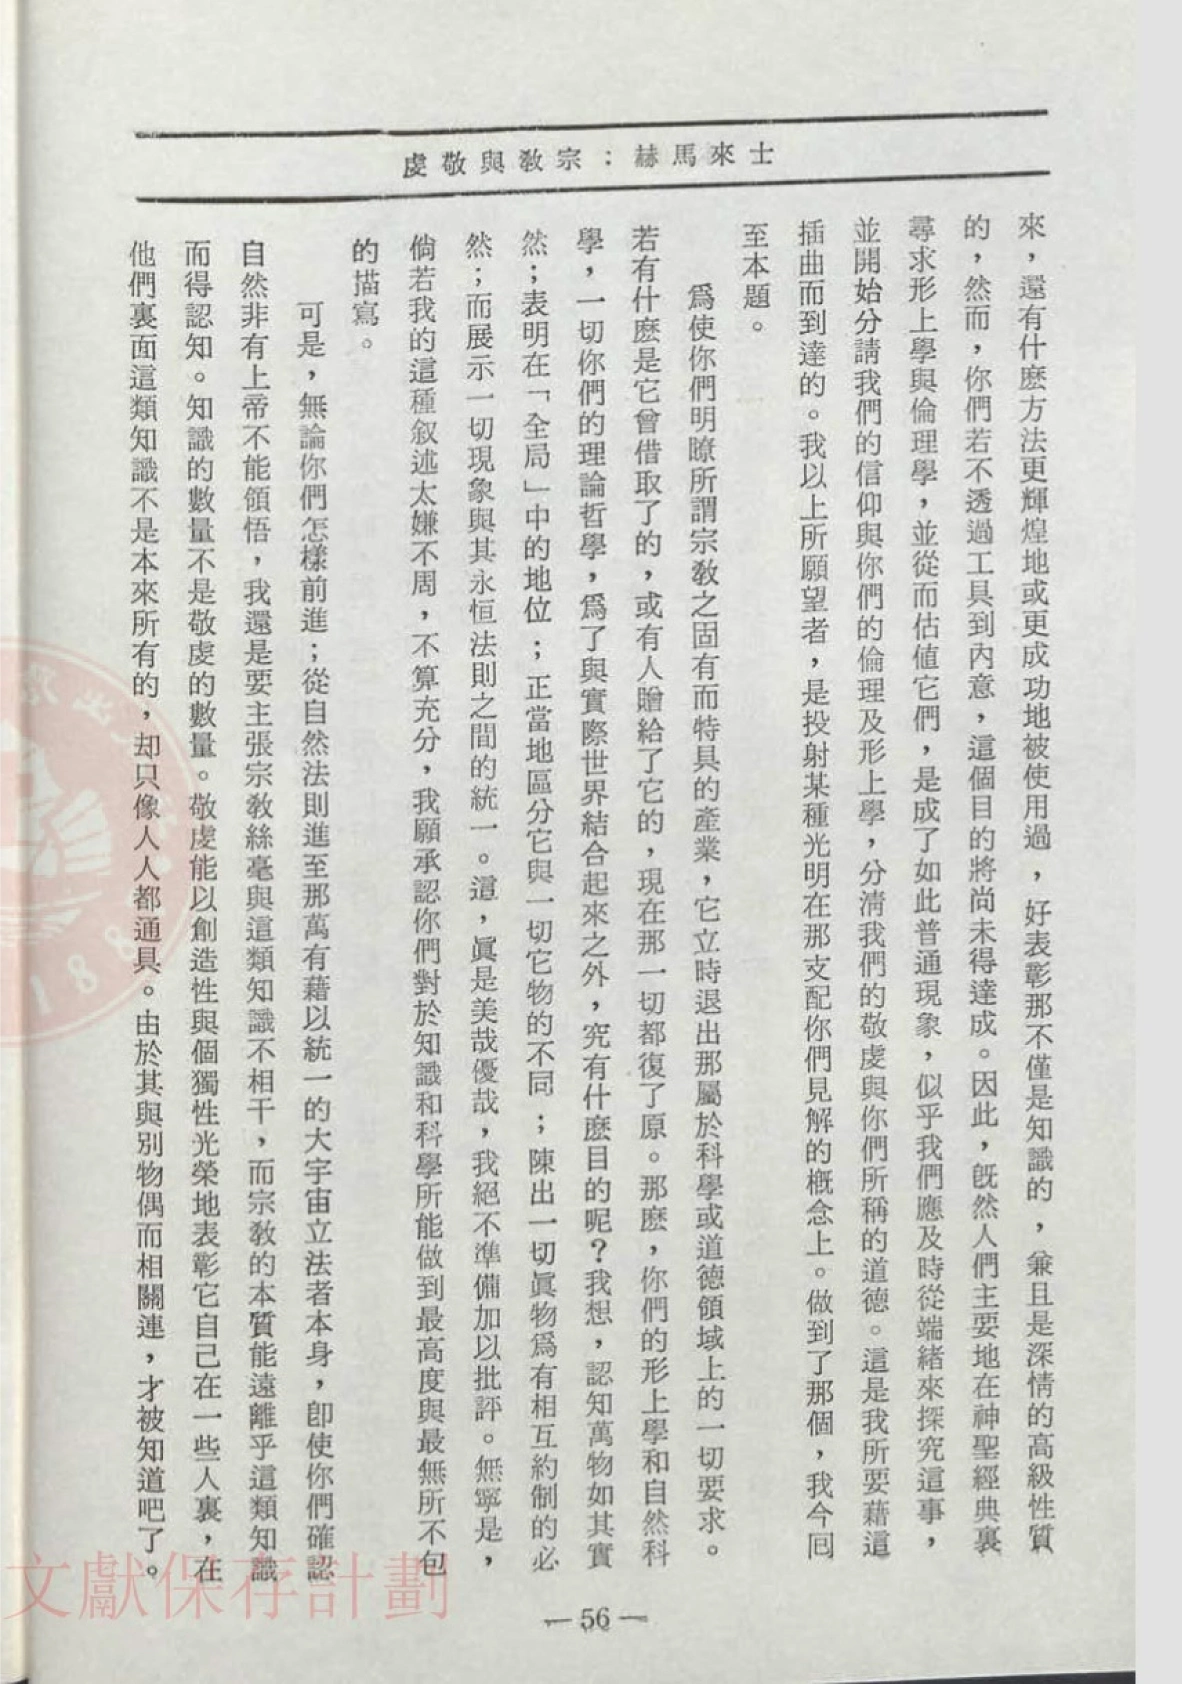 士來馬赫：宗敎與敬虔
來，還有什麽方法更輝煌地或更成功地被使用過，好表彰那不僅是知識的，兼且是深情的高級性質
的，然而，你們若不透過工具到內意，這個目的將尚未得達成。因此，旣然人們主要地在神聖經典裏
尋求形上學與倫理學，並從而估值它們，是成了如此普通現象，似乎我們應及時從端緒來探究這事，
並開始分請我們的信仰與你們的倫理及形上學，分清我們的敬虔與你們所稱的道德。這是我所要藉這
插曲而到達的。我以上所願望者，是投射某種光明在那支配你們見解的槪念上。做到了那個，我今囘
至本題。
爲使你們明瞭所謂宗敎之固有而特具的產業，它立時退出那屬於科學或道德領域上的一切要求。
若有什麽是它曾借取了的，或有人贈給了它的，現在那一切都復了原。那麽，你們的形上學和自然科
學，一切你們的理論哲學，爲了與實際世界結合起來之外，究有什麽目的呢？我想，認知萬物如其實
然；表明在「全局」中的地位；正當地區分它與一切它物的不同；陳出一切眞物爲有相互約制的必
然；而展示一切現象與其永恒法則之間的統一。這，眞是美哉優哉，我絕不準備加以批評。無寧是，
倘若我的這種叙述太嫌不周，不算充分，我願承認你們對於知識和科學所能做到最高度與最無所不包
的描寫。
可是，無論你們怎樣前進；從自然法則進至那萬有藉以統一的大宇宙立法者本身，卽使你們確認
自然非有上帝不能領悟，我還是要主張宗敎絲毫與這類知識不相干，而宗敎的本質能遠離乎這類知識
而得認知。知識的數量不是敬虔的數量。敬虔能以創造性與個獨性光榮地表彰它自己在一些人裏，在
他們裏面這類知識不是本來所有的，却只像人人都通具。由於其與別物偶而相關連，才被知道吧了。
—56—
文獻保存計劃